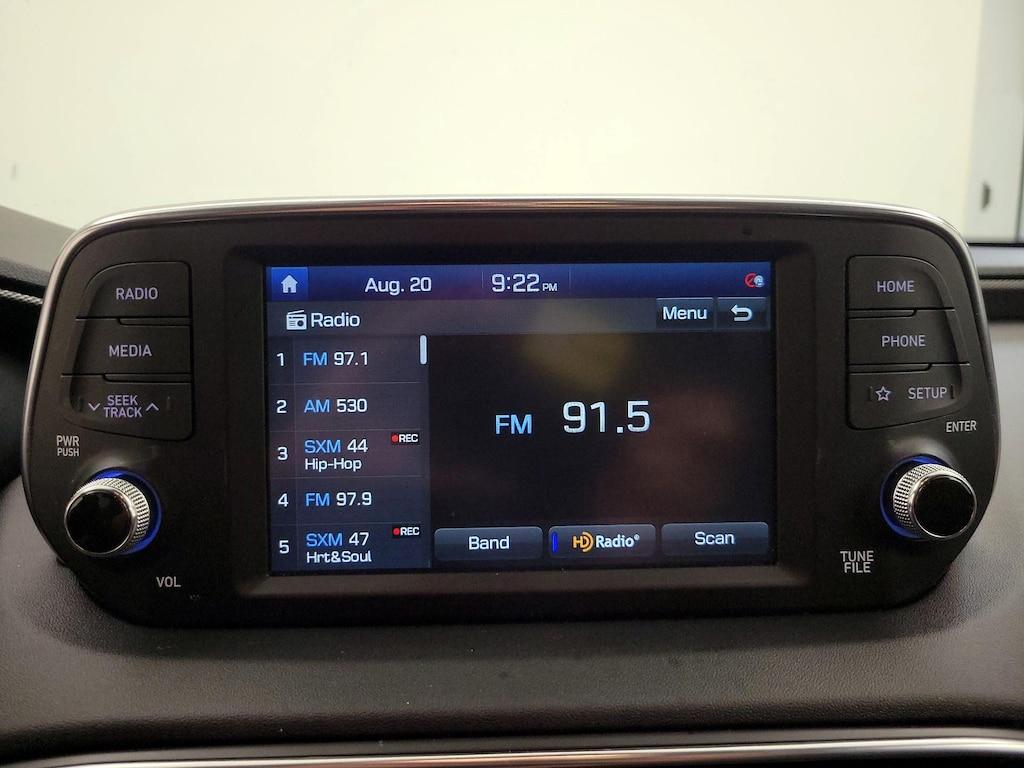 RADIO
MEDIA
SEEK
TRACK
PWR
PUSH
VOL
Aug. 20 9:22 PM
Radio
Menu
1 FM 97.1
2 AM 530
3 SXM 44 REC
Hip-Hop
4 FM 97.9
5 SXM 47 REC
Hrt&Soul
FM 91.5
Band
HD Radio®
Scan
HOME
PHONE
SETUP
ENTER
TUNE
FILE